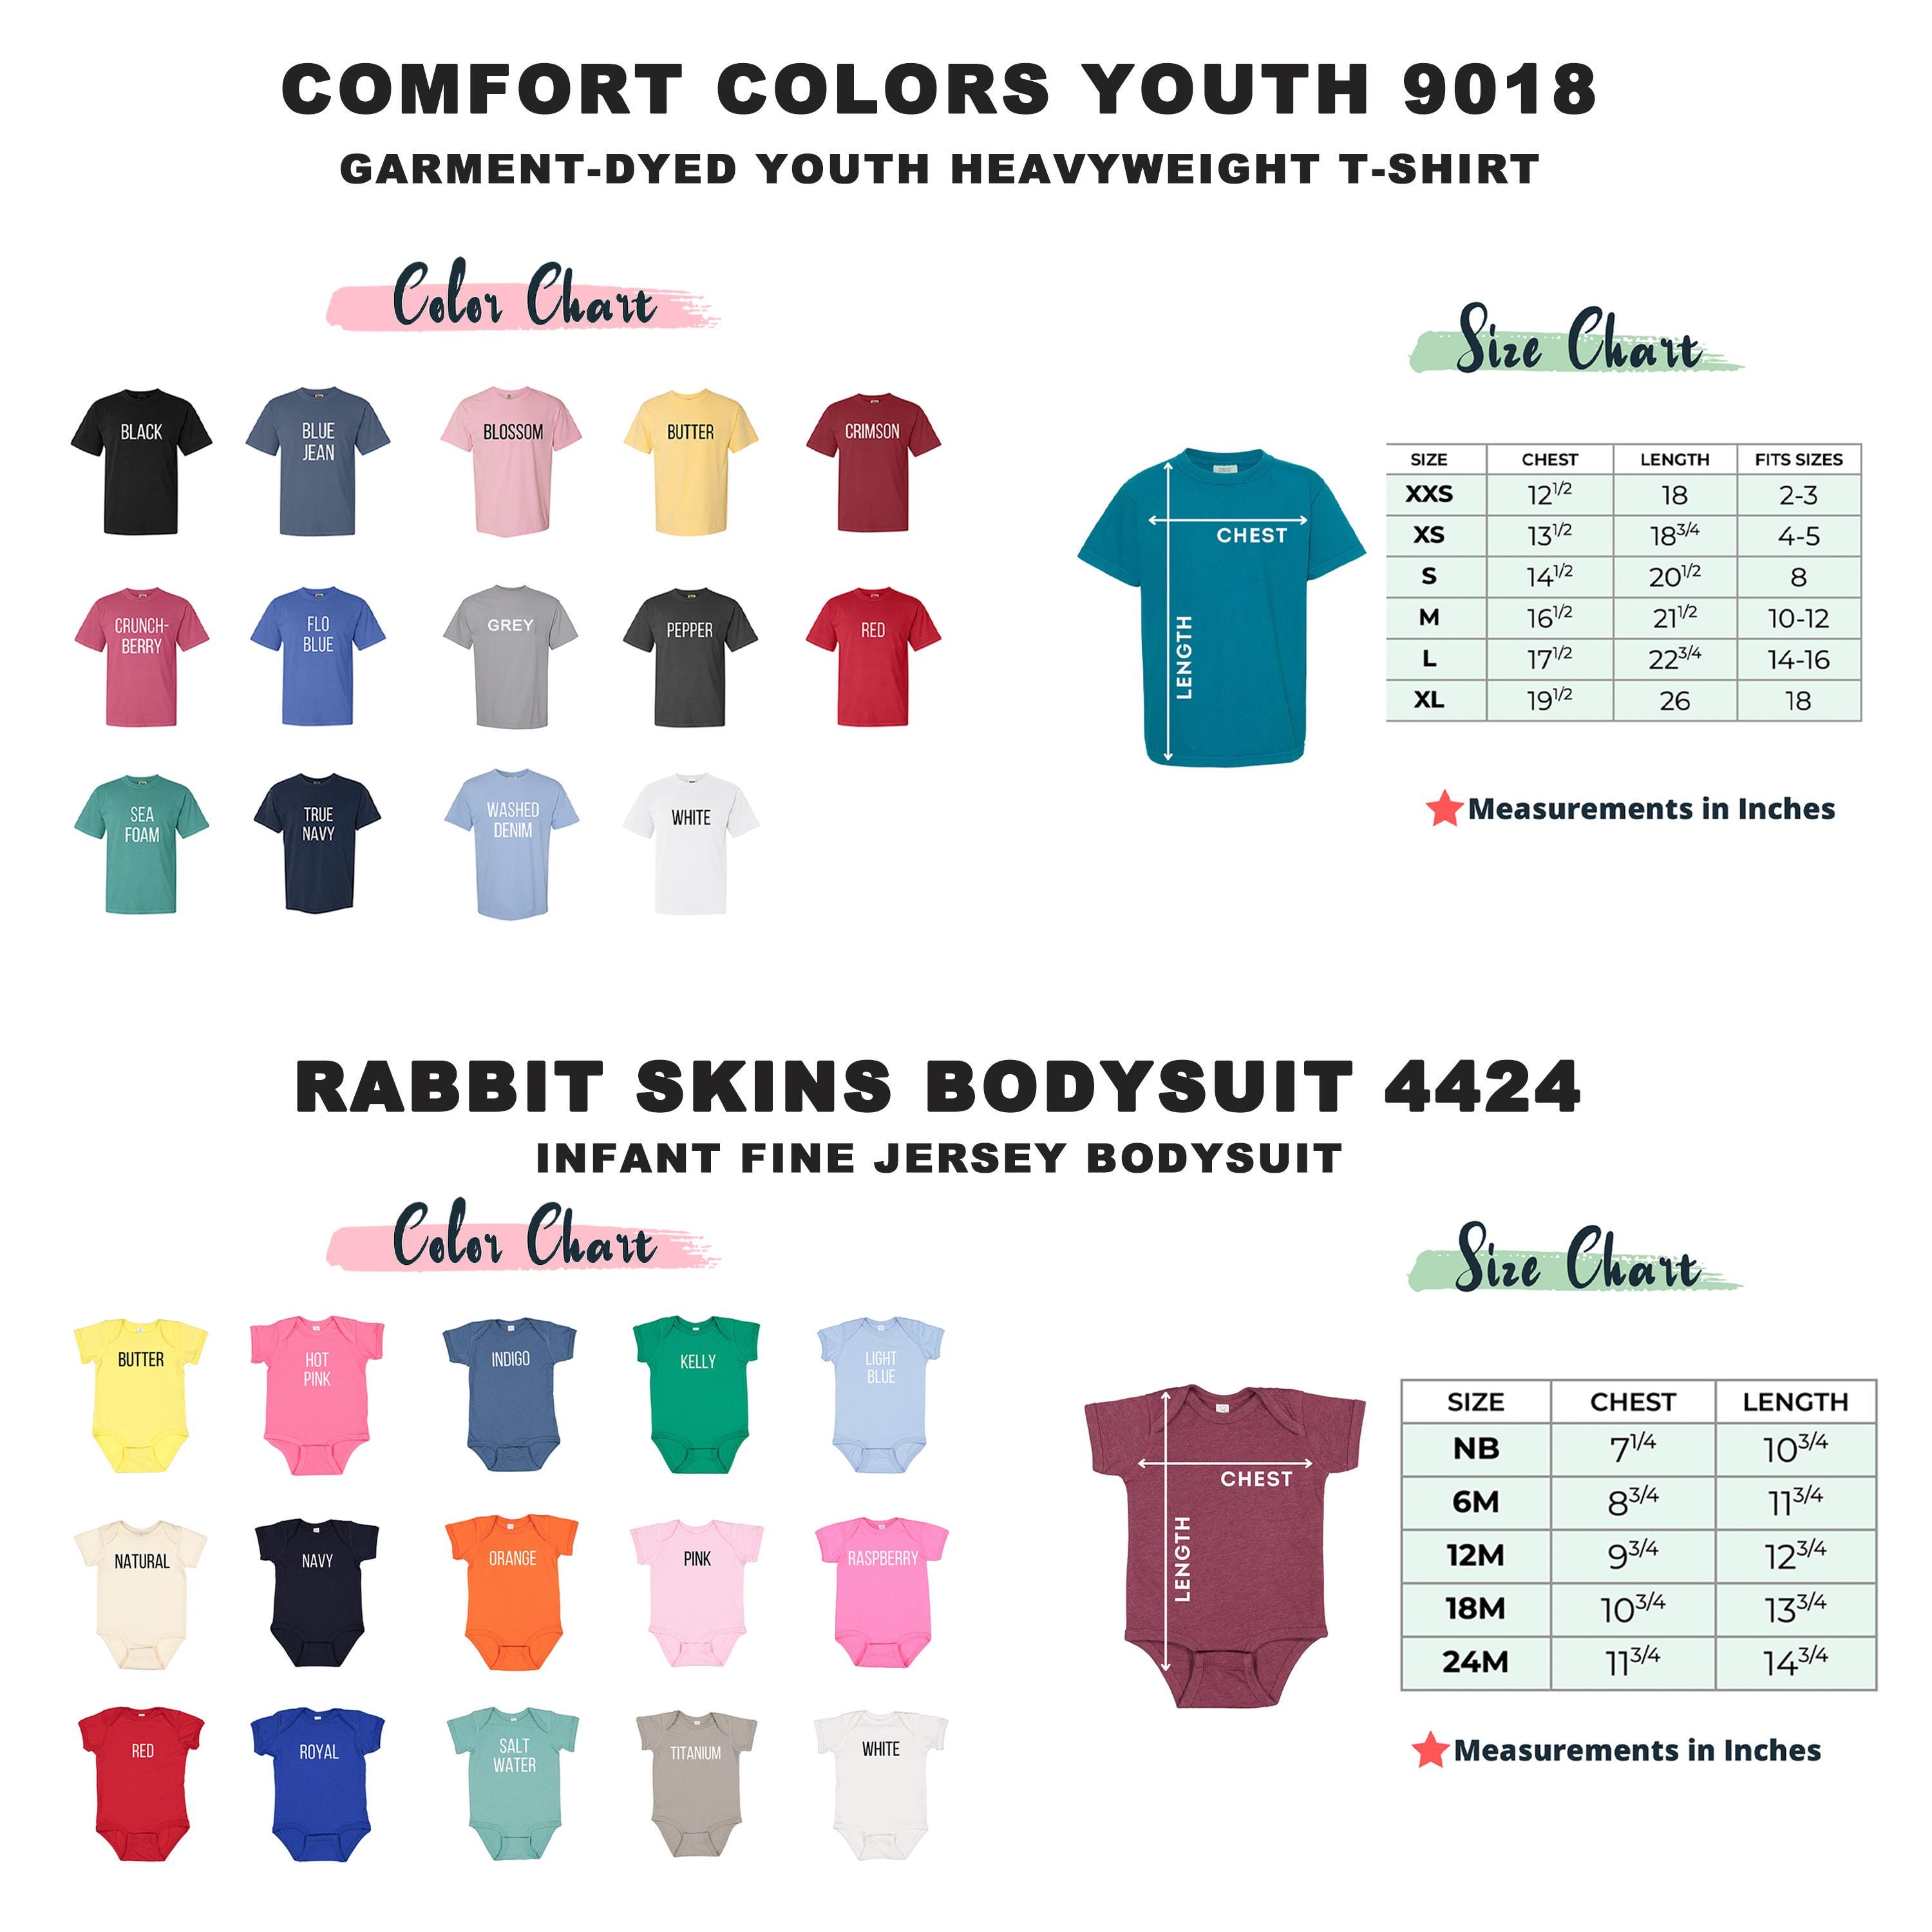 COMFORT COLORS YOUTH 9018
GARMENT-DYED YOUTH HEAVYWEIGHT T-SHIRT
Color Chart
BLACK
BLUE
JEAN
BLOSSOM
BUTTER
CRIMSON
CRUNCH-
BERRY
FLO
BLUE
GREY
PEPPER
RED
SEA
FOAM
TRUE
NAVY
WASHED
DENIM
WHITE
Size Chart
CHEST
LENGTH
SIZE CHEST LENGTH FITS SIZES
XXS 12 1/2 18 2-3
XS 13 1/2 18 3/4 4-5
S 14 1/2 20 1/2 8
M 16 1/2 21 1/2 10-12
L 17 1/2 22 3/4 14-16
XL 19 1/2 26 18
Measurements in Inches
RABBIT SKINS BODYSUIT 4424
INFANT FINE JERSEY BODYSUIT
Color Chart
BUTTER
HOT
PINK
INDIGO
KELLY
LIGHT
BLUE
NATURAL
NAVY
ORANGE
PINK
RASPBERRY
RED
ROYAL
SALT
WATER
TITANIUM
WHITE
Size Chart
CHEST
LENGTH
SIZE CHEST LENGTH
NB 7 1/4 10 3/4
6M 8 3/4 11 3/4
12M 9 3/4 12 3/4
18M 10 3/4 13 3/4
24M 11 3/4 14 3/4
Measurements in Inches